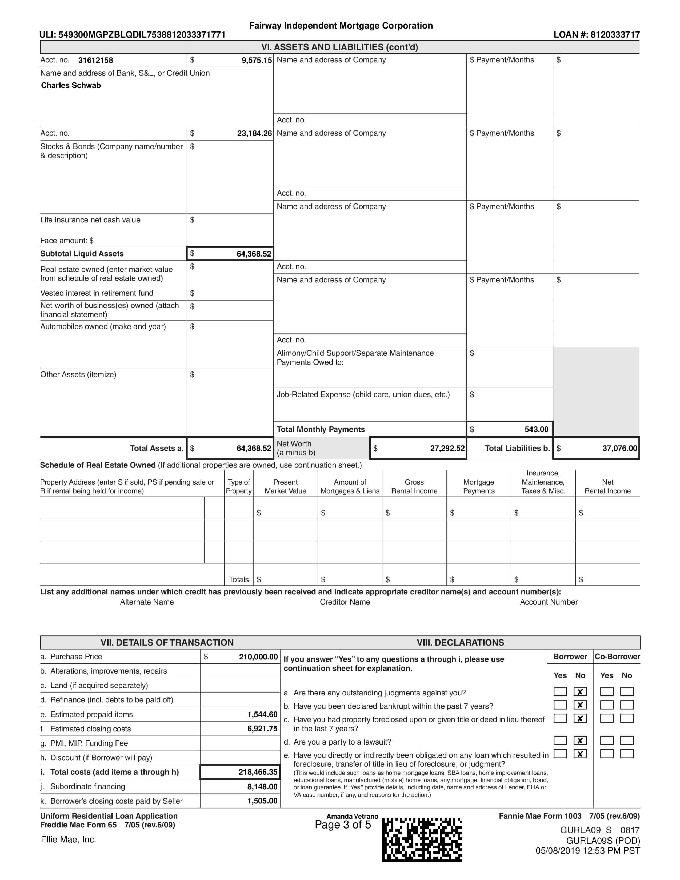 Fairway Independent Mortgage Corporation
ULI: 549300MGPZBLQDIL7538812033371771
LOAN #: 8120333717
VI. ASSETS AND LIABILITIES (cont'd)
Acct. no. 31612158 $ 9,575.15 Name and address of Company $ Payment/Months $
Name and address of Bank, S&L, or Credit Union
Charles Schwab
Acct. no.
Acct. no. $ 23,184.26 Name and address of Company $ Payment/Months $
Stocks & Bonds (Company name/number $
& description)
Acct. no.
Name and address of Company $ Payment/Months $
Life insurance net cash value $
Face amount: $
Subtotal Liquid Assets $ 64,368.52
Real estate owned (enter market value $ Acct. no.
from schedule of real estate owned) Name and address of Company $ Payment/Months $
Vested interest in retirement fund $
Net worth of business(es) owned (attach $
financial statement)
Automobiles owned (make and year) $
Acct. no.
Alimony/Child Support/Separate Maintenance $
Payments Owed to:
Other Assets (itemize) $
Job-Related Expense (child care, union dues, etc.) $
Total Monthly Payments $ 543.00
Total Assets a. $ 64,368.52 Net Worth $ 27,292.52 Total Liabilities b. $ 37,076.00
(a minus b)
Schedule of Real Estate Owned (If additional properties are owned, use continuation sheet.)
Insurance,
Property Address (enter S if sold, PS if pending sale or Type of Present Amount of Gross Mortgage Maintenance, Net
R if rental being held for income) Property Market Value Mortgages & Liens Rental Income Payments Taxes & Misc. Rental Income
$ $ $ $ $ $
Totals $ $ $ $ $ $
List any additional names under which credit has previously been received and indicate appropriate creditor name(s) and account number(s):
Alternate Name Creditor Name Account Number
VII. DETAILS OF TRANSACTION VIII. DECLARATIONS
a. Purchase Price $ 210,000.00
b. Alterations, improvements, repairs
c. Land (if acquired separately)
d. Refinance (incl. debts to be paid off)
e. Estimated prepaid items 1,544.60
f. Estimated closing costs 6,921.75
g. PMI, MIP, Funding Fee
h. Discount (if Borrower will pay)
i. Total costs (add items a through h) 218,466.35
j. Subordinate financing 8,148.00
k. Borrower's closing costs paid by Seller 1,505.00
If you answer "Yes" to any questions a through i, please use Borrower Co-Borrower
continuation sheet for explanation.
Yes No Yes No
a. Are there any outstanding judgments against you? X
b. Have you been declared bankrupt within the past 7 years? X
c. Have you had property foreclosed upon or given title or deed in lieu thereof X
in the last 7 years?
d. Are you a party to a lawsuit? X
e. Have you directly or indirectly been obligated on any loan which resulted in X
foreclosure, transfer of title in lieu of foreclosure, or judgment?
(This would include such loans as home mortgage loans, SBA loans, home improvement loans,
educational loans, manufactured (mobile) home loans, any mortgage, financial obligation, bond,
or loan guarantee. If "Yes" provide details, including date, name and address of Lender, FHA or
VA case number, if any, and reasons for the action.)
Uniform Residential Loan Application
Freddie Mac Form 65 7/05 (rev.6/09)
Amanda Vetrano
Page 3 of 5
Fannie Mae Form 1003 7/05 (rev.6/09)
Ellie Mae, Inc.
GURLA09_S 0817
GURLA09S (POD)
05/08/2019 12:53 PM PST